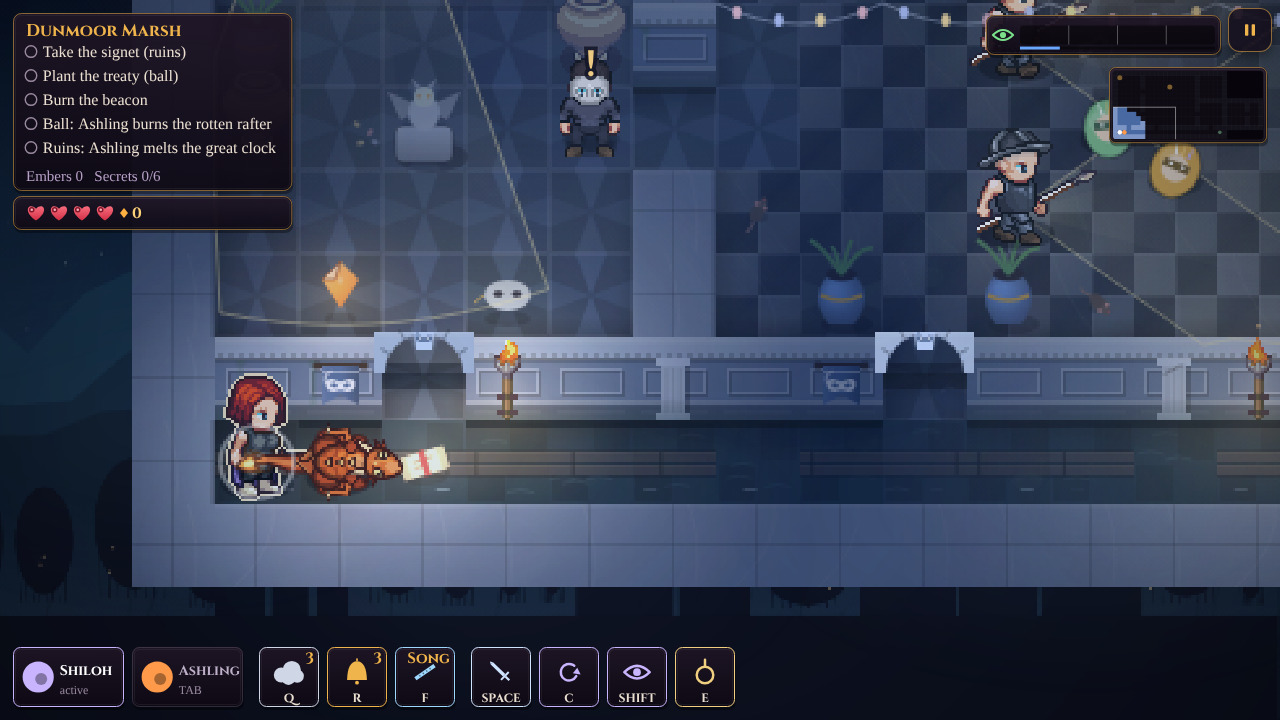 Dunmoor Marsh
Take the signet (ruins)
Plant the treaty (ball)
Burn the beacon
Ball: Ashling burns the rotten rafter
Ruins: Ashling melts the great clock
Embers 0 Secrets 0/6
0
!
Shiloh
active
Ashling
TAB
3
Q
3
R
Song
F
SPACE
C
SHIFT
E